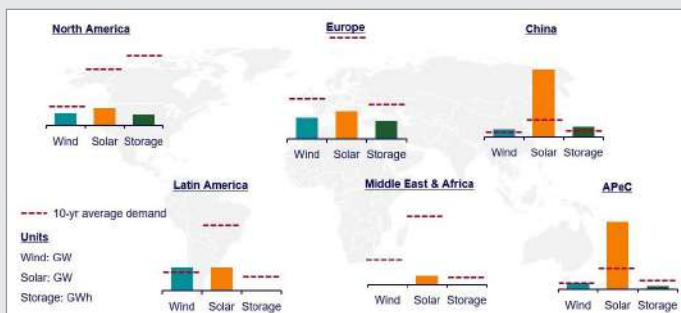 North America
Europe
China
Wind Solar Storage
Wind Solar Storage
Wind Solar Storage
Latin America
Middle East & Africa
APeC
10-yr average demand
Units
Wind: GW
Solar: GW
Storage: GWh
Wind Solar Storage
Wind Solar Storage
Wind Solar Storage